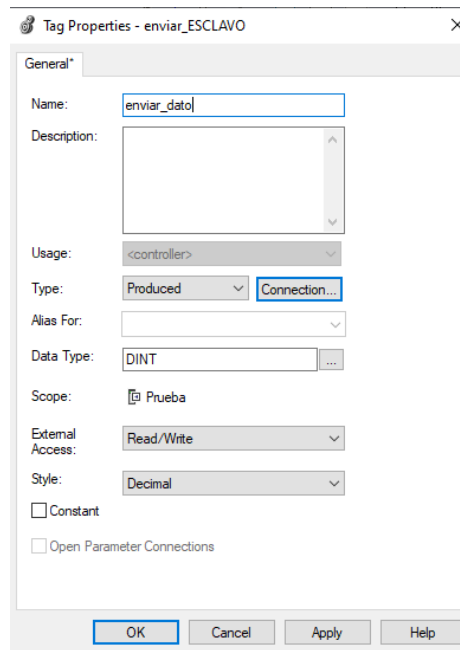 Tag Properties - enviar_ESCLAVO
General*
Name: enviar_dato
Description:
Usage: <controller>
Type: Produced Connection...
Alias For:
Data Type: DINT ...
Scope: Prueba
External Access: Read/Write
Style: Decimal
Constant
Open Parameter Connections
OK Cancel Apply Help